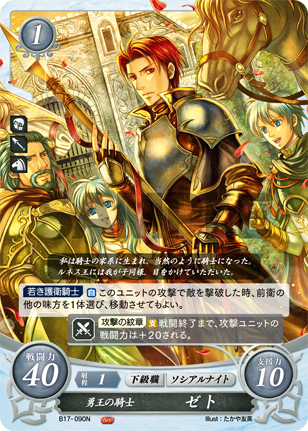 1
私は騎士の家系に生まれ、当然のように騎士になった。
ルネス王には我が子同様、目をかけていただいた。
若き護衛騎士 自 このユニットの攻撃で敵を撃破した時、前衛の
他の味方を1体選び、移動させてもよい。
攻撃の紋章 支 戦闘終了まで、攻撃ユニットの
戦闘力は+20される。
戦闘力
40
射程 1 下級職 ソシアルナイト
支援力
10
勇王の騎士 ゼト
B17-090N
Illust:たかや友英